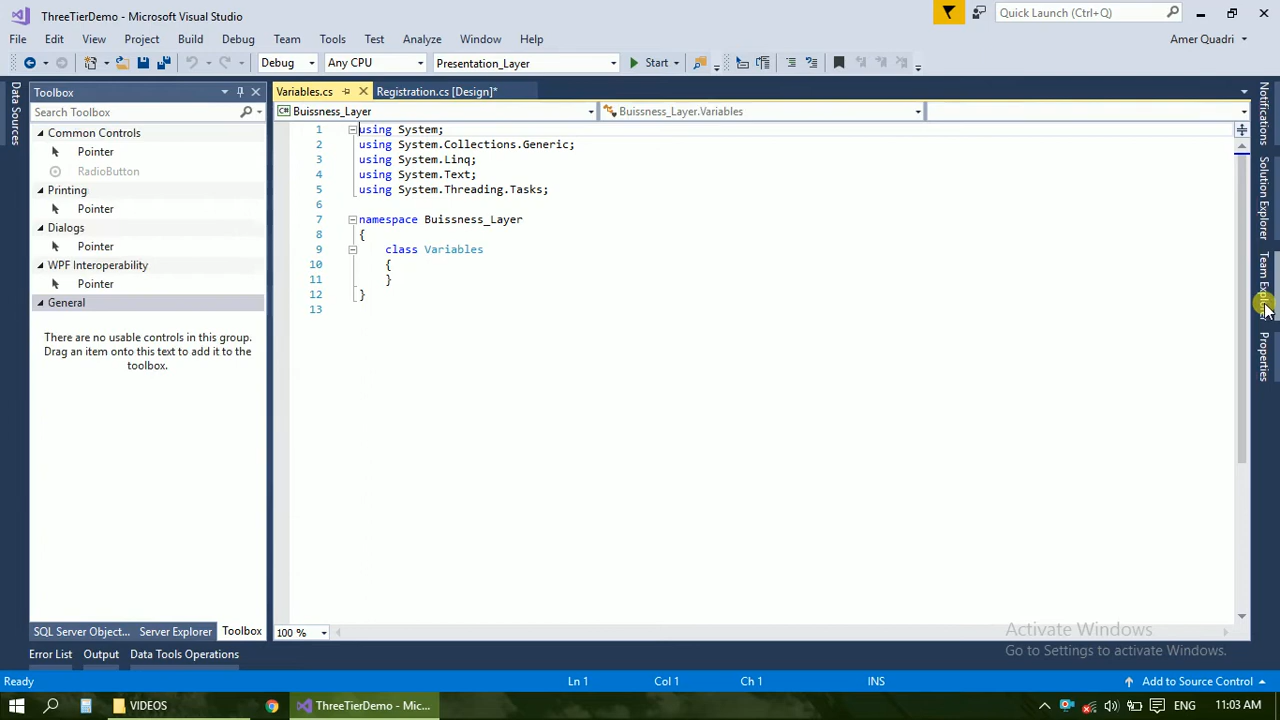 ThreeTierDemo - Microsoft Visual Studio
Quick Launch (Ctrl+Q)
File Edit View Project Build Debug Team Tools Test Analyze Window Help
Amer Quadri
Debug Any CPU Presentation_Layer Start
Data Sources
Toolbox
Search Toolbox
Common Controls
Pointer
RadioButton
Printing
Pointer
Dialogs
Pointer
WPF Interoperability
Pointer
General
There are no usable controls in this group.
Drag an item onto this text to add it to the
toolbox.
SQL Server Object... Server Explorer Toolbox
Variables.cs Registration.cs [Design]*
Buissness_Layer Buissness_Layer.Variables
1 using System;
2 using System.Collections.Generic;
3 using System.Linq;
4 using System.Text;
5 using System.Threading.Tasks;
6
7 namespace Buissness_Layer
8 {
9 class Variables
10 {
11 }
12 }
13
100 %
Notifications
Solution Explorer
Team Explorer
Properties
Activate Windows
Go to Settings to activate Windows.
Error List Output Data Tools Operations
Ready Ln 1 Col 1 Ch 1 INS Add to Source Control
VIDEOS ThreeTierDemo - Mic... ENG 11:03 AM